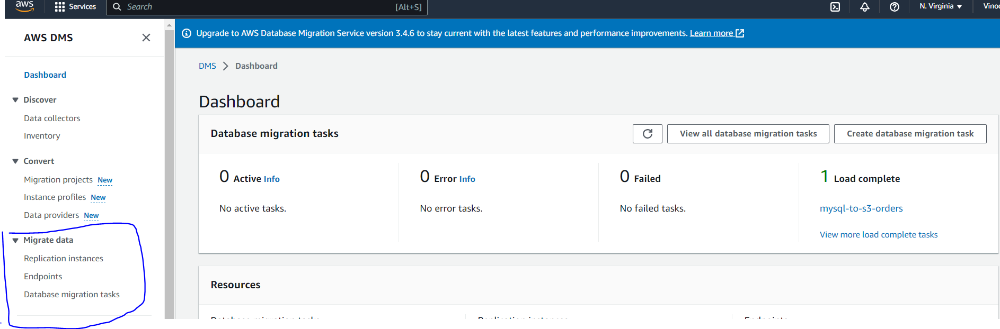 aws
Services
Search
[Alt+S]
N. Virginia
AWS DMS
Upgrade to AWS Database Migration Service version 3.4.6 to stay current with the latest features and performance improvements. Learn more
Dashboard
Discover
Data collectors
Inventory
Convert
Migration projects New
Instance profiles New
Data providers New
Migrate data
Replication instances
Endpoints
Database migration tasks
DMS > Dashboard
Dashboard
Database migration tasks
View all database migration tasks
Create database migration task
0 Active Info
No active tasks.
0 Error Info
No error tasks.
0 Failed
No failed tasks.
1 Load complete
mysql-to-s3-orders
View more load complete tasks
Resources